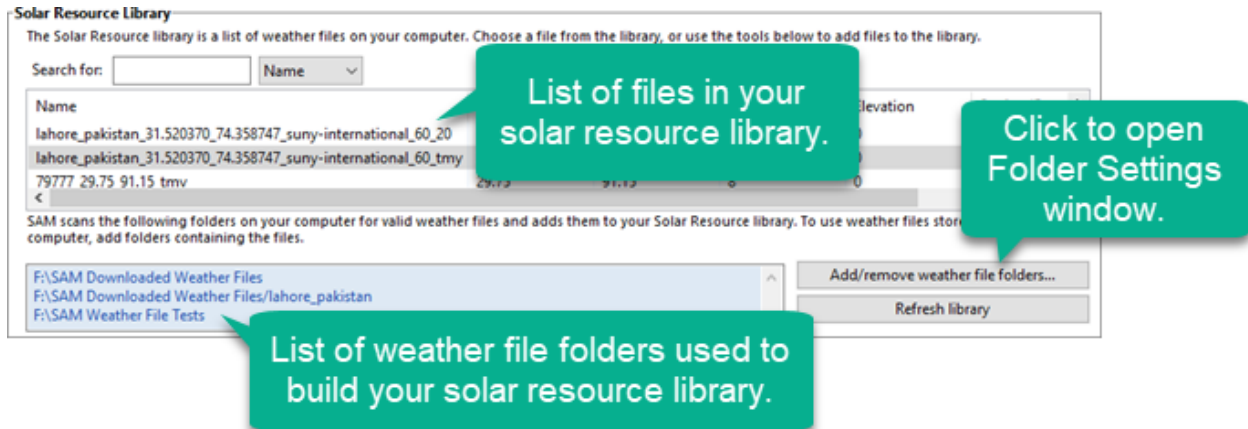 Solar Resource Library
The Solar Resource library is a list of weather files on your computer. Choose a file from the library, or use the tools below to add files to the library.
Search for:
Name
Name
Elevation
lahore_pakistan_31.520370_74.358747_suny-international_60_20
lahore_pakistan_31.520370_74.358747_suny-international_60_tmy
79777 29.75 91.15 tmy 29.75 91.15 8 0
List of files in your
solar resource library.
Click to open
Folder Settings
window.
SAM scans the following folders on your computer for valid weather files and adds them to your Solar Resource library. To use weather files
computer, add folders containing the files.
F:\SAM Downloaded Weather Files
F:\SAM Downloaded Weather Files/lahore_pakistan
F:\SAM Weather File Tests
Add/remove weather file folders...
Refresh library
List of weather file folders used to
build your solar resource library.